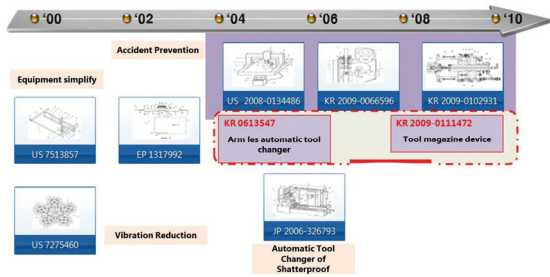 '00
'02
'04
'06
'08
'10
Accident Prevention
Equipment simplify
US 2008-0134486
KR 2009-0066596
KR 2009-0102931
US 7513857
EP 1317992
KR 0613547
Arm les automatic tool
changer
KR 2009-0111472
Tool magazine device
US 7275460
Vibration Reduction
JP 2006-326793
Automatic Tool
Changer of
Shatterproof